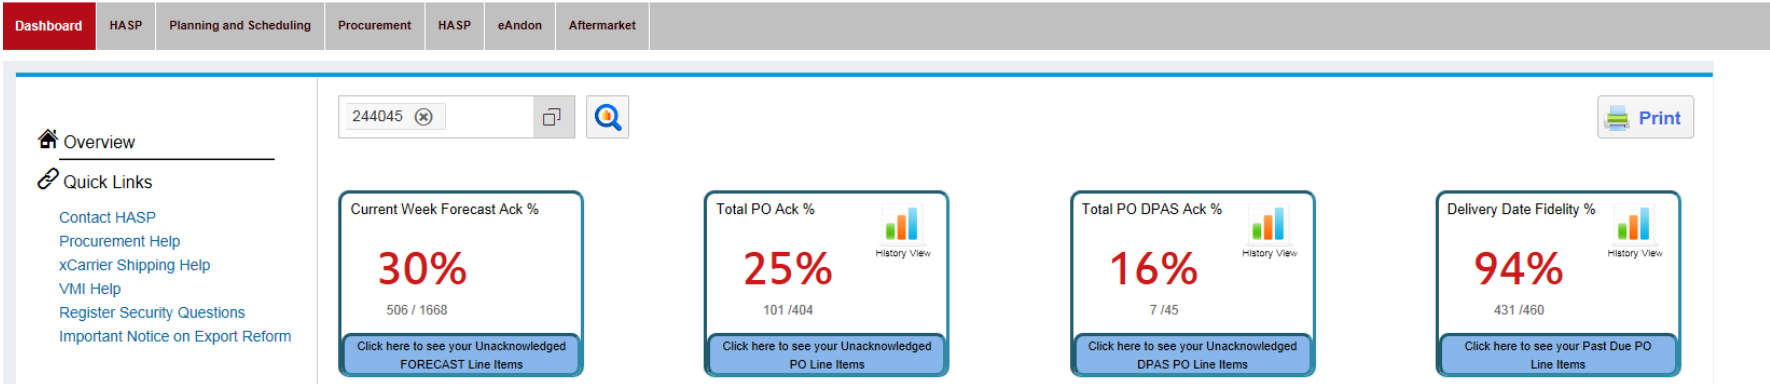 Dashboard HASP Planning and Scheduling Procurement HASP eAndon Aftermarket
244045
Print
Overview
Quick Links
Contact HASP
Procurement Help
xCarrier Shipping Help
VMI Help
Register Security Questions
Important Notice on Export Reform
Current Week Forecast Ack %
30%
506 / 1668
Click here to see your Unacknowledged
FORECAST Line Items
Total PO Ack %
History View
25%
101 /404
Click here to see your Unacknowledged
PO Line Items
Total PO DPAS Ack %
History View
16%
7 /45
Click here to see your Unacknowledged
DPAS PO Line Items
Delivery Date Fidelity %
History View
94%
431 /460
Click here to see your Past Due PO
Line Items